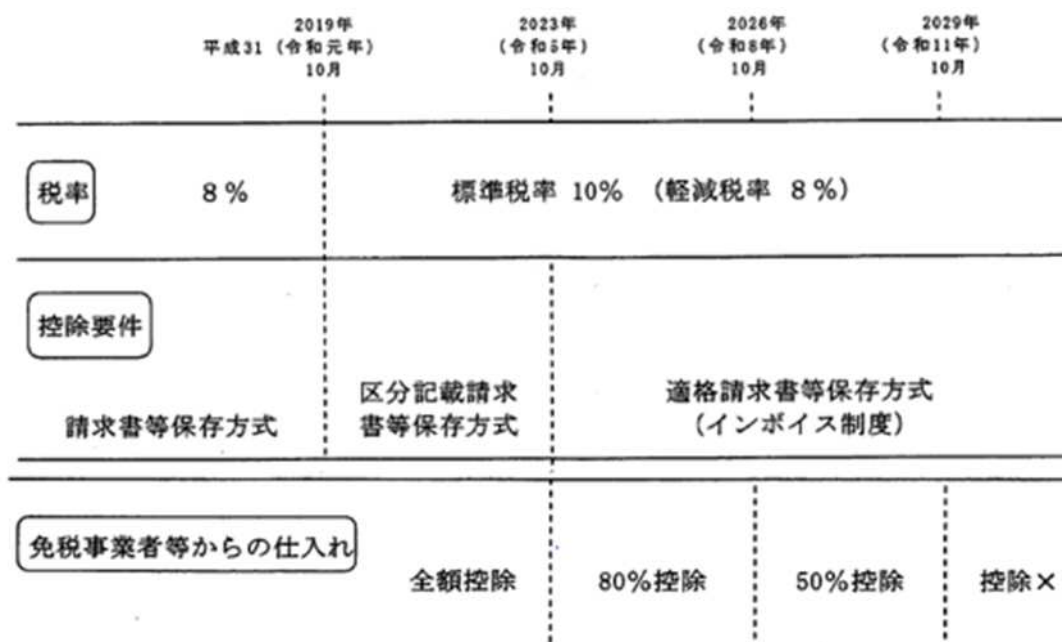 2019年
平成31 (令和元年)
10月
2023年
(令和5年)
10月
2026年
(令和8年)
10月
2029年
(令和11年)
10月
税率
8%
標準税率 10% (軽減税率 8%)
控除要件
請求書等保存方式
区分記載請求
書等保存方式
適格請求書等保存方式
(インボイス制度)
免税事業者等からの仕入れ
全額控除
80%控除
50%控除
控除×